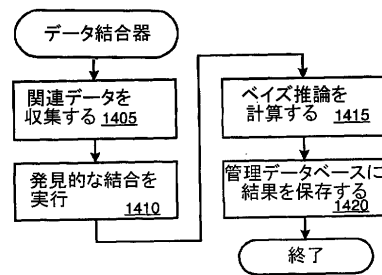 データ結合器
関連データを
収集する 1405
発見的な結合を
実行 1410
ベイズ推論を
計算する 1415
管理データベースに
結果を保存する
1420
終了